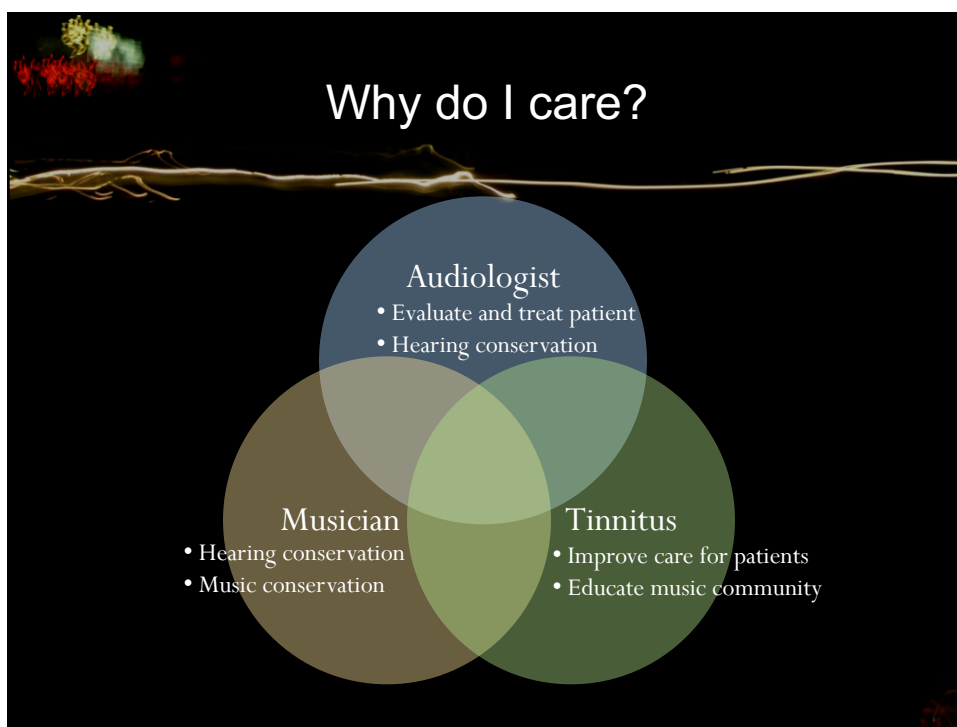 Why do I care?
Audiologist
• Evaluate and treat patient
• Hearing conservation
Musician
• Hearing conservation
• Music conservation
Tinnitus
• Improve care for patients
• Educate music community